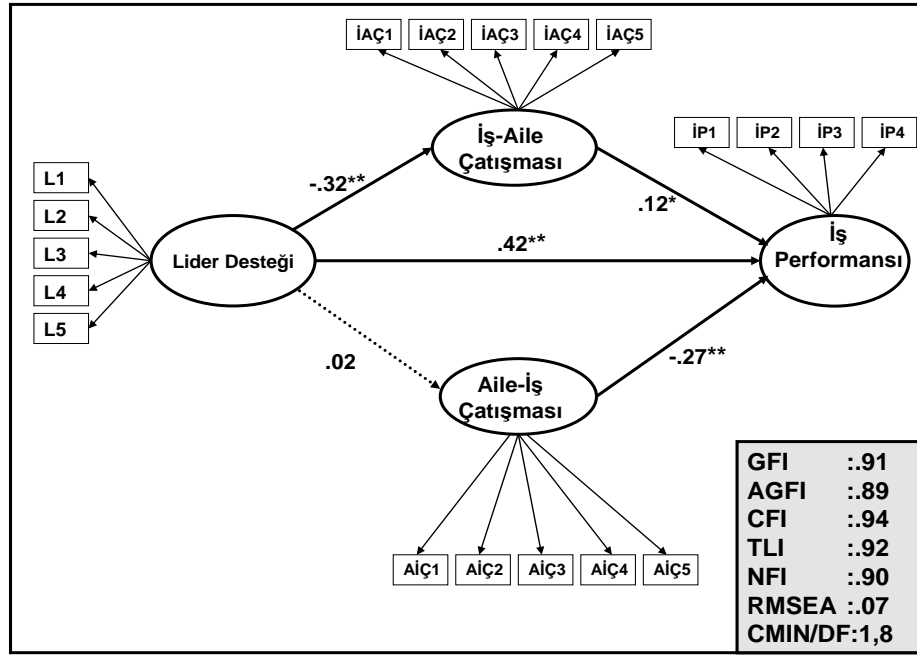 İAÇ1 İAÇ2 İAÇ3 İAÇ4 İAÇ5
İş-Aile
Çatışması
İP1 İP2 İP3 İP4
L1
L2
L3
L4
L5
-.32**
.12*
Lider Desteği
.42**
İş
Performansı
.02
-.27**
Aile-İş
Çatışması
AİÇ1 AİÇ2 AİÇ3 AİÇ4 AİÇ5
GFI :.91
AGFI :.89
CFI :.94
TLI :.92
NFI :.90
RMSEA :.07
CMIN/DF:1,8